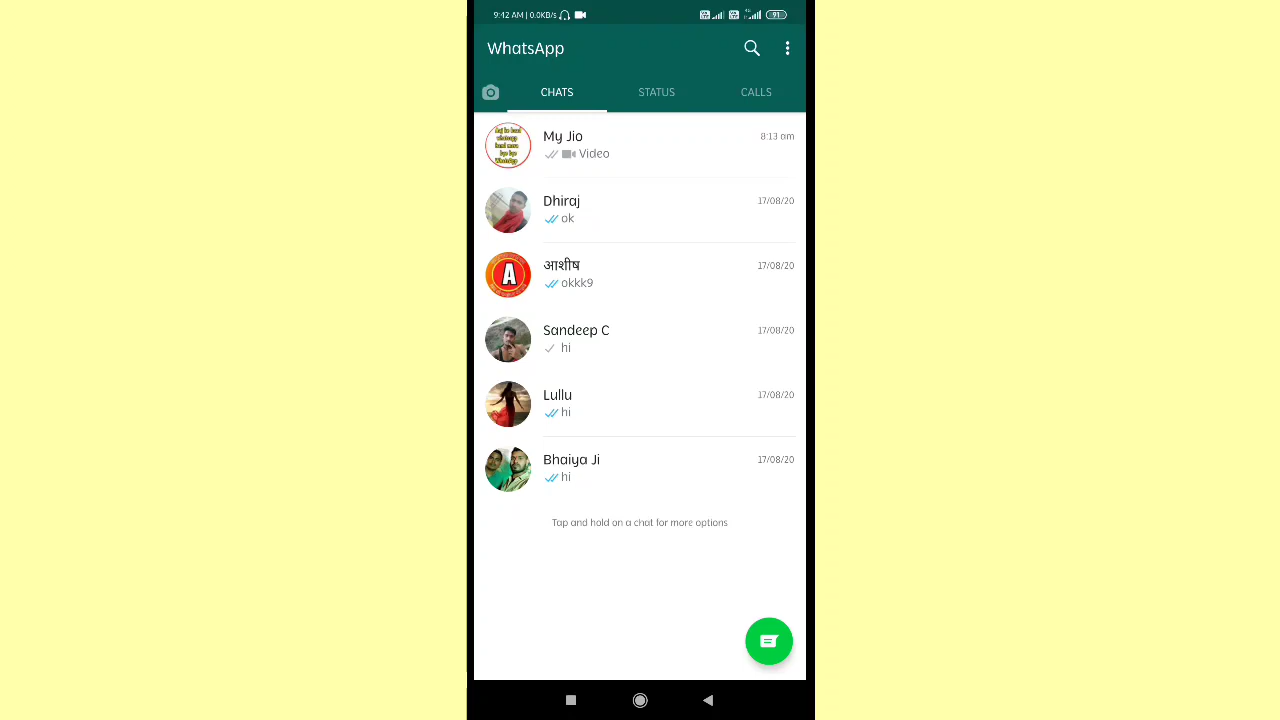 9:42 AM | 0.0KB/s
91
WhatsApp
CHATS
STATUS
CALLS
My Jio
8:13 am
Video
Dhiraj
17/08/20
ok
आशीष
17/08/20
okkk9
Sandeep C
17/08/20
hi
Lullu
17/08/20
hi
Bhaiya Ji
17/08/20
hi
Tap and hold on a chat for more options